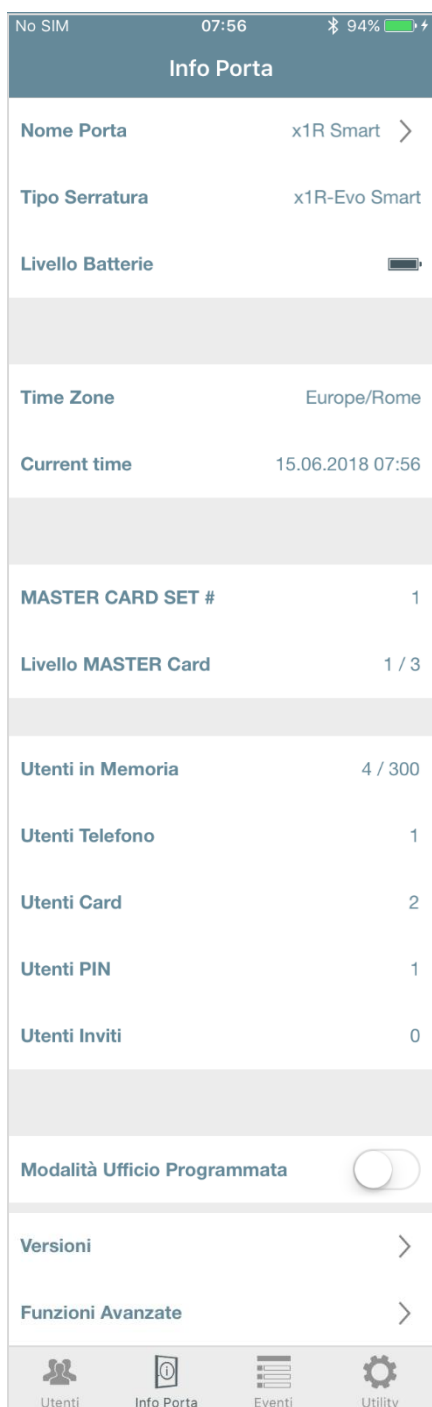 No SIM 07:56 94%
Info Porta
Nome Porta x1R Smart
Tipo Serratura x1R-Evo Smart
Livello Batterie
Time Zone Europe/Rome
Current time 15.06.2018 07:56
MASTER CARD SET # 1
Livello MASTER Card 1 / 3
Utenti in Memoria 4 / 300
Utenti Telefono 1
Utenti Card 2
Utenti PIN 1
Utenti Inviti 0
Modalità Ufficio Programmata
Versioni
Funzioni Avanzate
Utenti Info Porta Eventi Utility